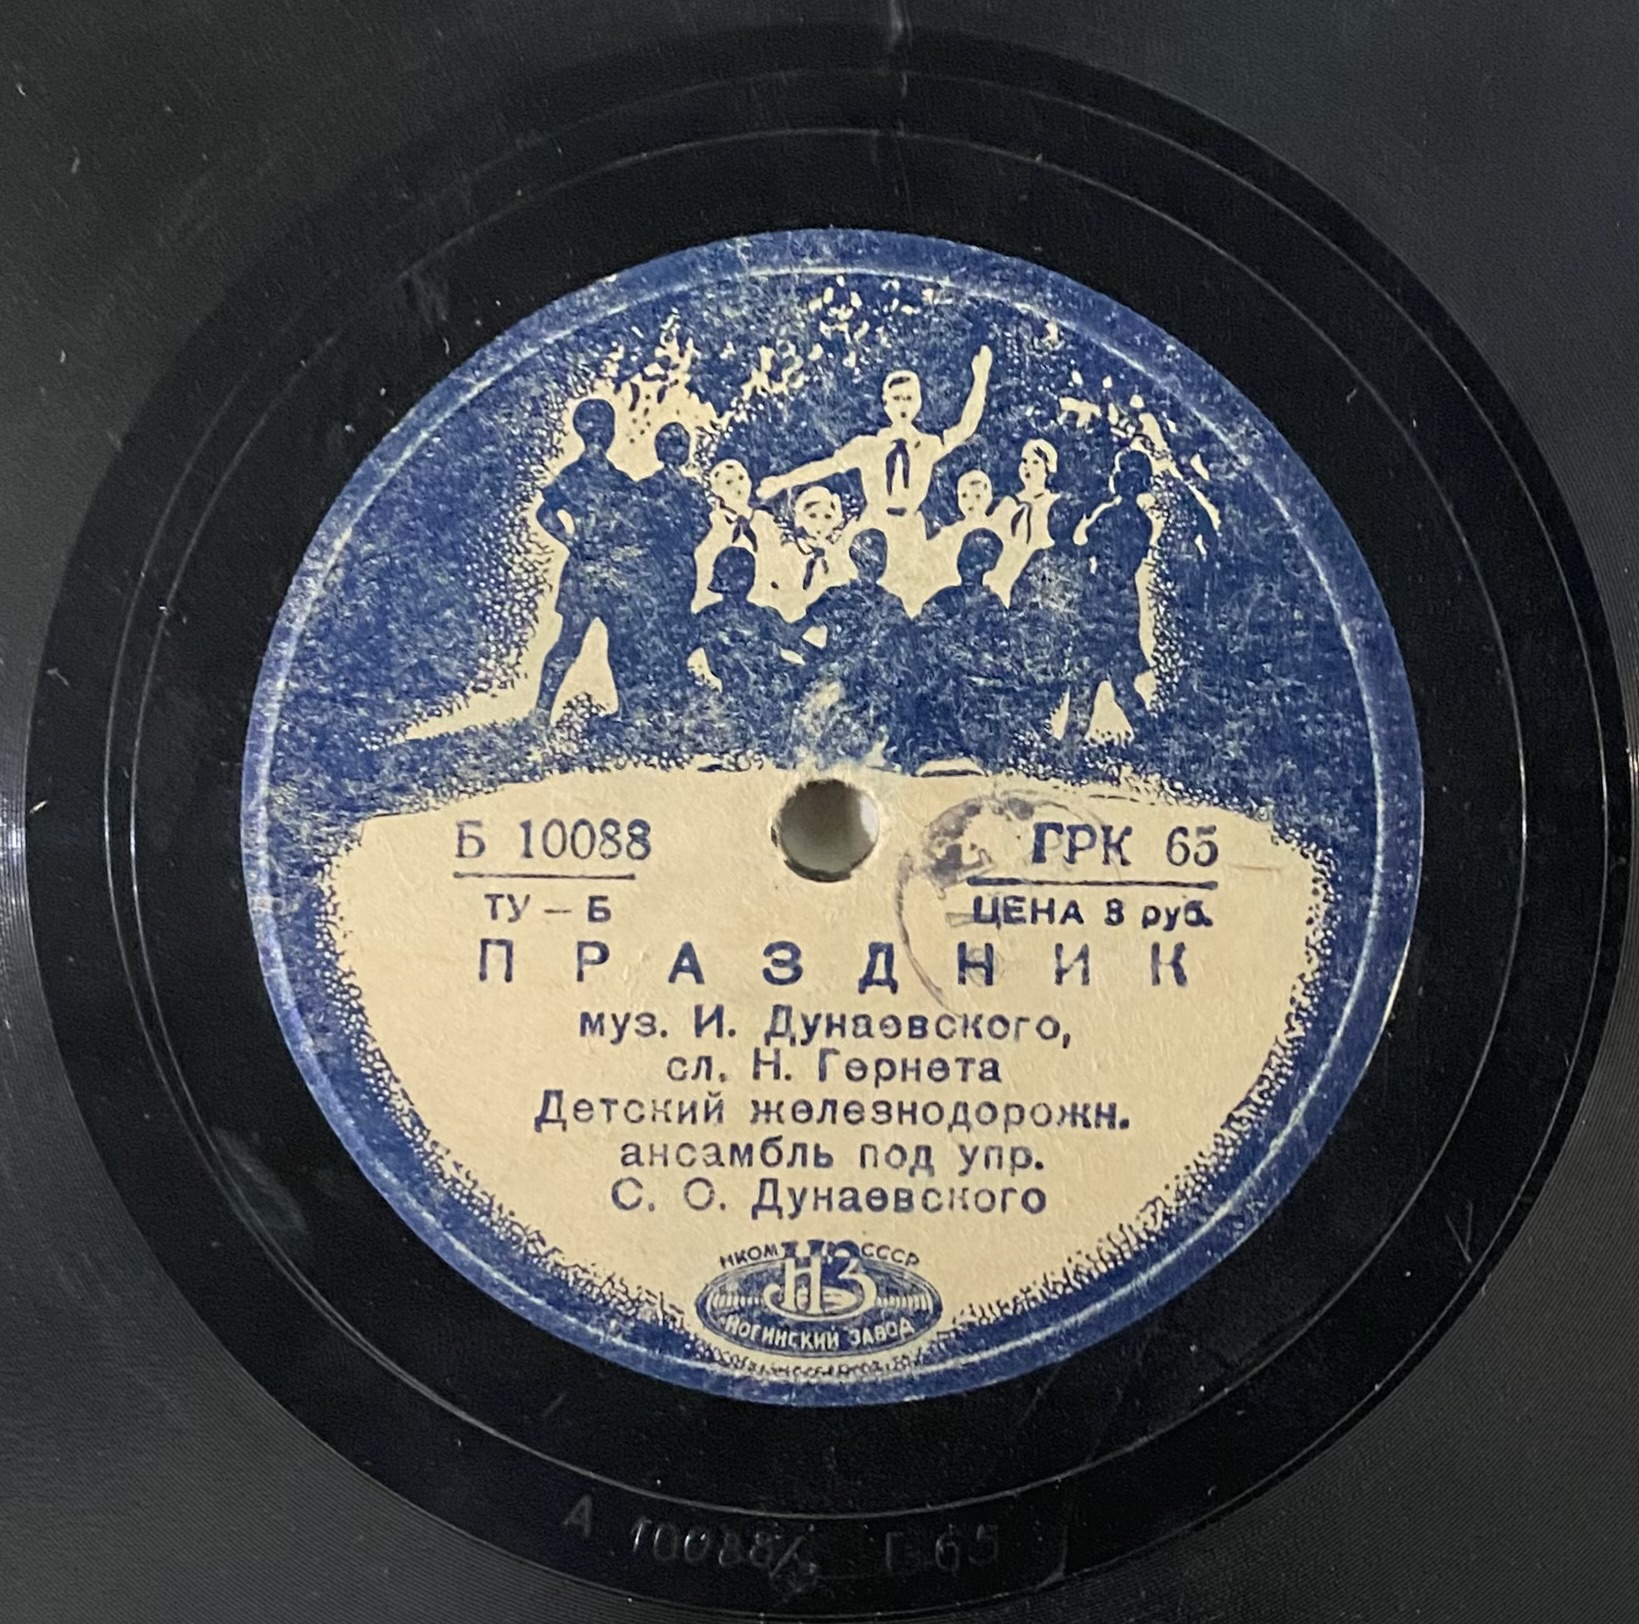 Б 10088 ГРК 65
ТУ – Б ЦЕНА 3 руб.
ПРАЗДНИК
муз. И. Дунаевского,
сл. Н. Гернета
Детский железнодорожн.
ансамбль под упр.
С. О. Дунаевского
НКОМ СССР
НЗ
НОГИНСКИЙ ЗАВОД
А 10088/ Г-65